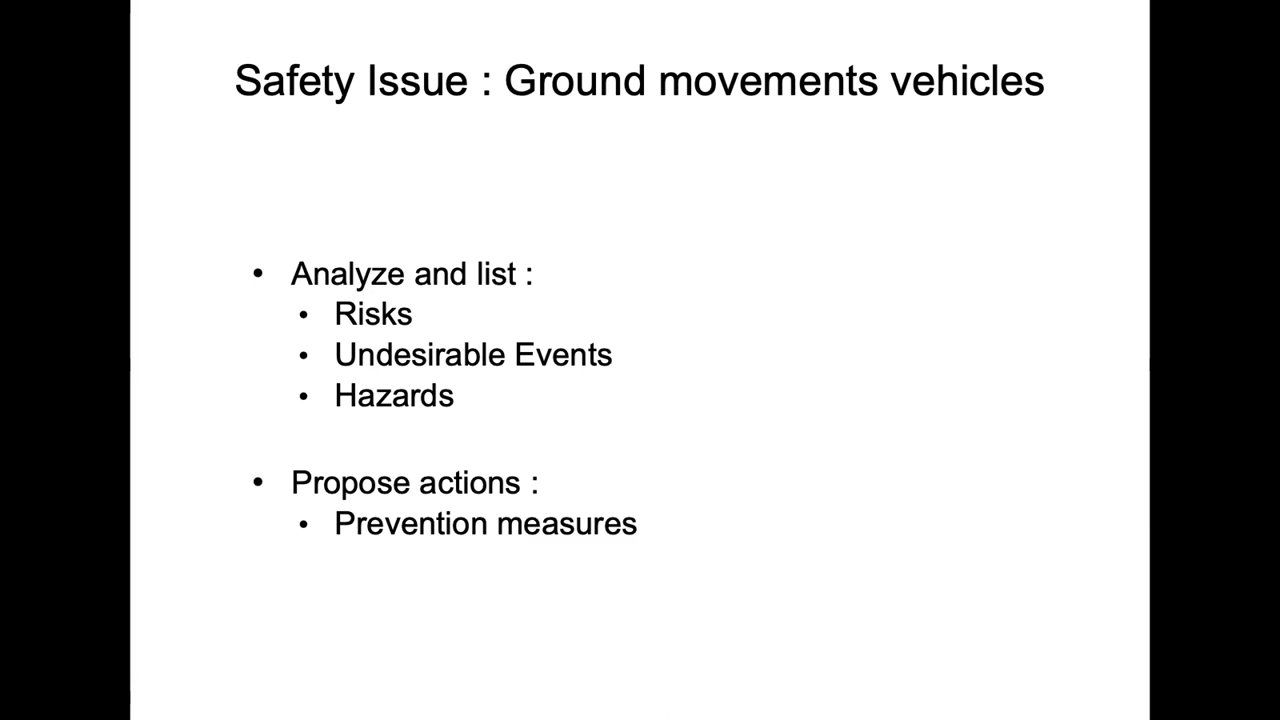 Safety Issue : Ground movements vehicles
• Analyze and list :
• Risks
• Undesirable Events
• Hazards
• Propose actions :
• Prevention measures